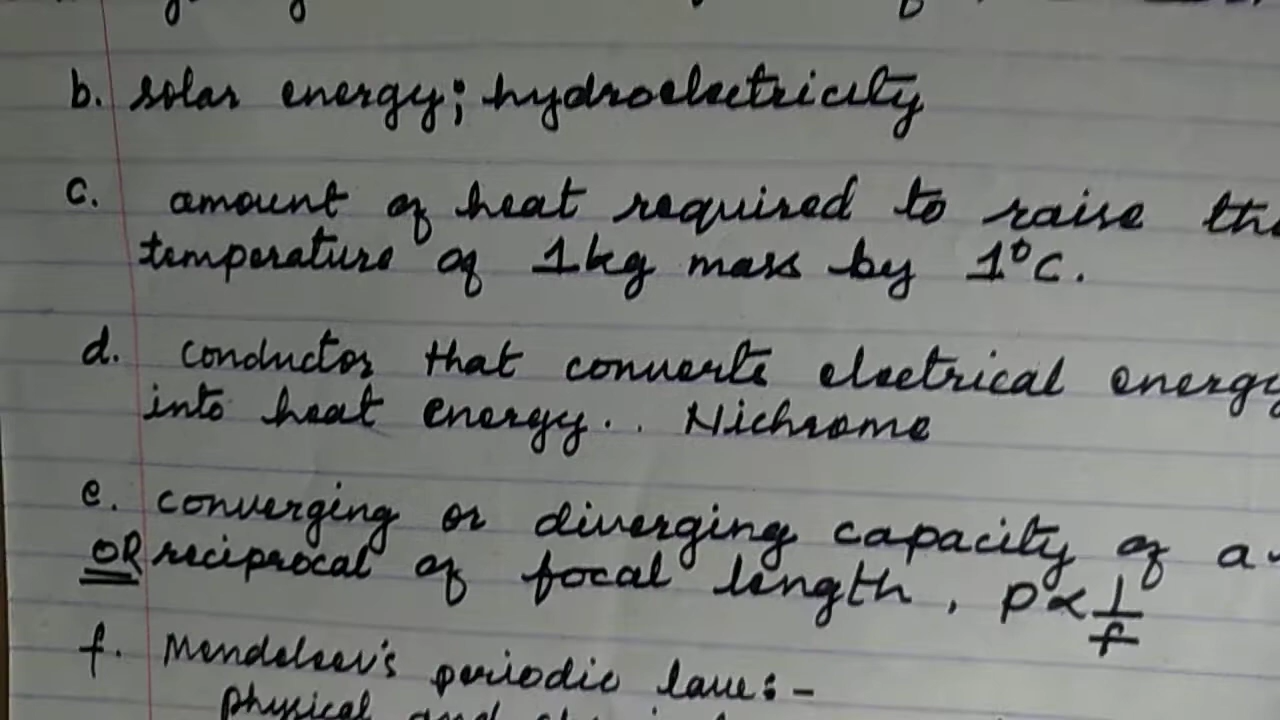 b. solar energy; hydroelectricity
c. amount of heat required to raise the
temperature of 1kg mass by 1°C.
d. conductor that converts electrical energy
into heat energy.. Nichrome
e. converging or diverging capacity of a
OR reciprocal of focal length, P ∝ 1/f
f. Mendeleev's periodic law:-
physical and